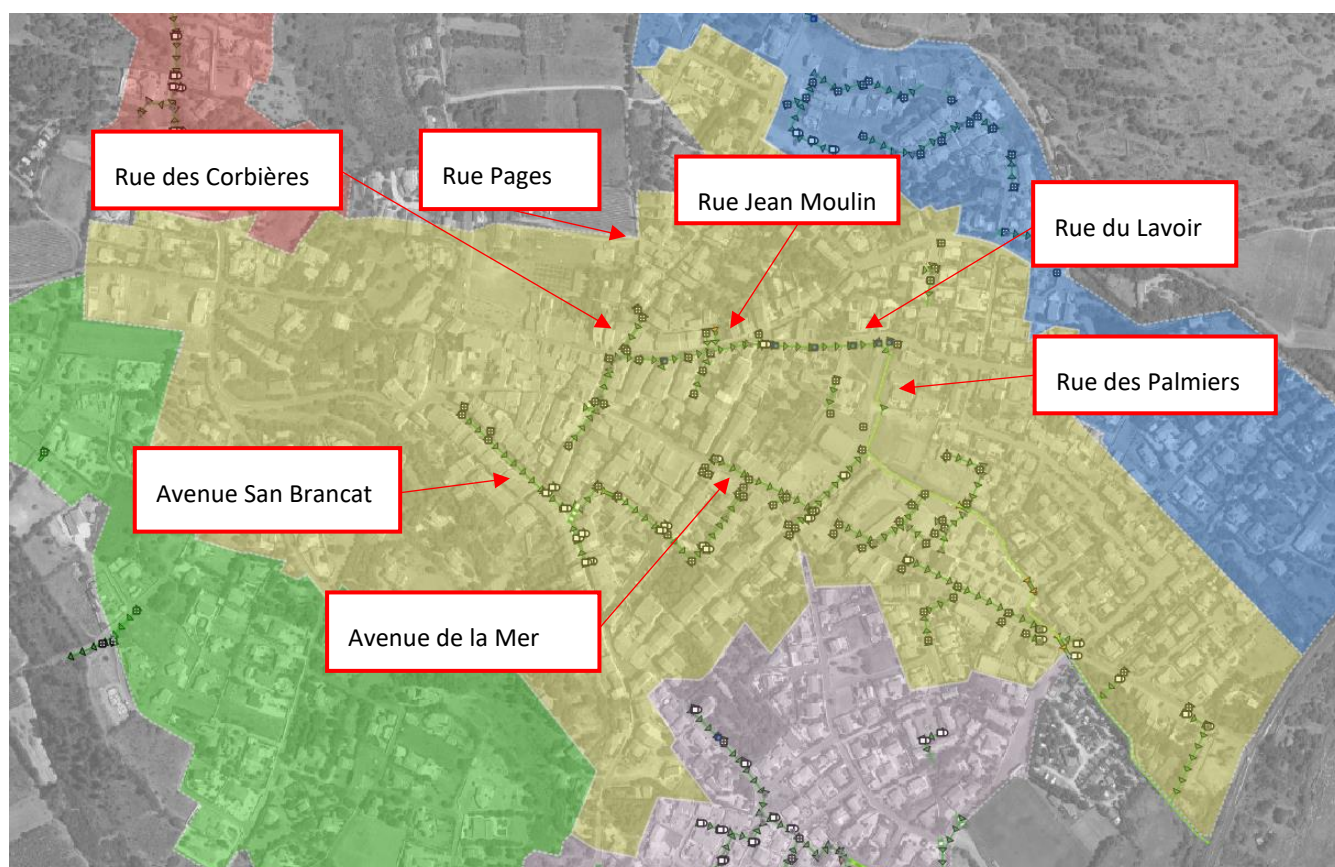 Rue des Corbières
Rue Pages
Rue Jean Moulin
Rue du Lavoir
Rue des Palmiers
Avenue San Brancat
Avenue de la Mer